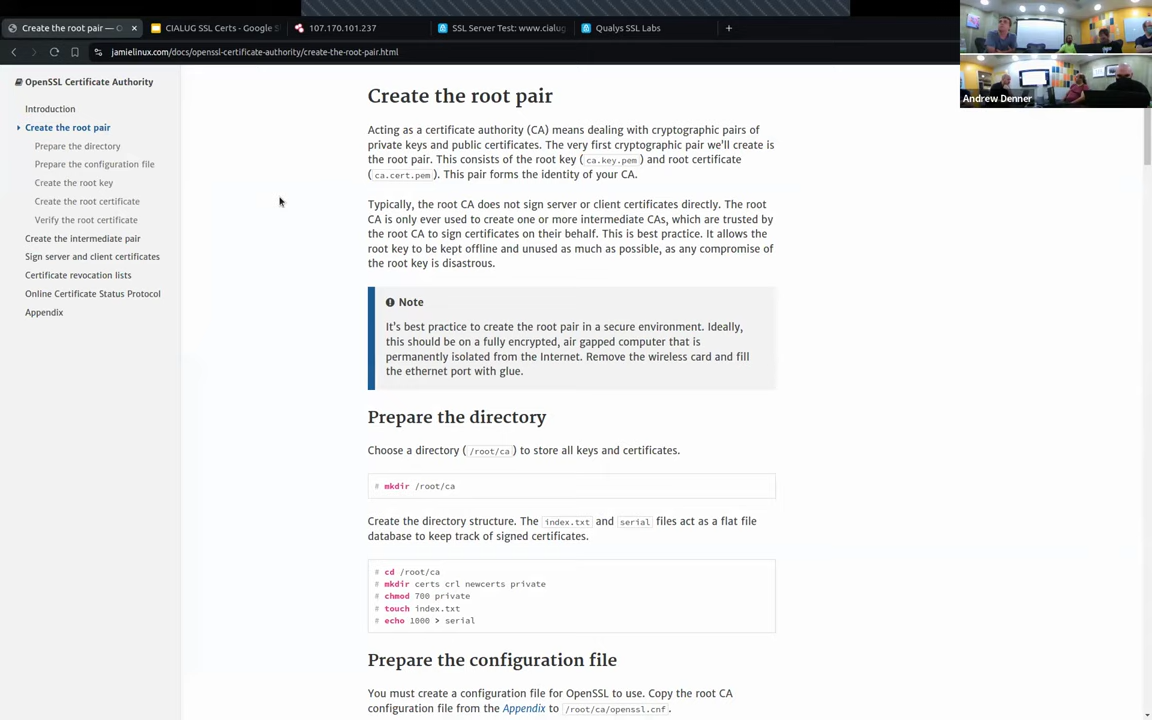 Create the root pair — O
CIALUG SSL Certs - Google S
107.170.101.237
SSL Server Test: www.cialug
Qualys SSL Labs
jamielinux.com/docs/openssl-certificate-authority/create-the-root-pair.html
Andrew Denner
OpenSSL Certificate Authority
Introduction
Create the root pair
Prepare the directory
Prepare the configuration file
Create the root key
Create the root certificate
Verify the root certificate
Create the intermediate pair
Sign server and client certificates
Certificate revocation lists
Online Certificate Status Protocol
Appendix
Create the root pair
Acting as a certificate authority (CA) means dealing with cryptographic pairs of
private keys and public certificates. The very first cryptographic pair we'll create is
the root pair. This consists of the root key (ca.key.pem) and root certificate
(ca.cert.pem). This pair forms the identity of your CA.
Typically, the root CA does not sign server or client certificates directly. The root
CA is only ever used to create one or more intermediate CAs, which are trusted by
the root CA to sign certificates on their behalf. This is best practice. It allows the
root key to be kept offline and unused as much as possible, as any compromise of
the root key is disastrous.
Note
It's best practice to create the root pair in a secure environment. Ideally,
this should be on a fully encrypted, air gapped computer that is
permanently isolated from the Internet. Remove the wireless card and fill
the ethernet port with glue.
Prepare the directory
Choose a directory (/root/ca) to store all keys and certificates.
# mkdir /root/ca
Create the directory structure. The index.txt and serial files act as a flat file
database to keep track of signed certificates.
# cd /root/ca
# mkdir certs crl newcerts private
# chmod 700 private
# touch index.txt
# echo 1000 > serial
Prepare the configuration file
You must create a configuration file for OpenSSL to use. Copy the root CA
configuration file from the Appendix to /root/ca/openssl.cnf.